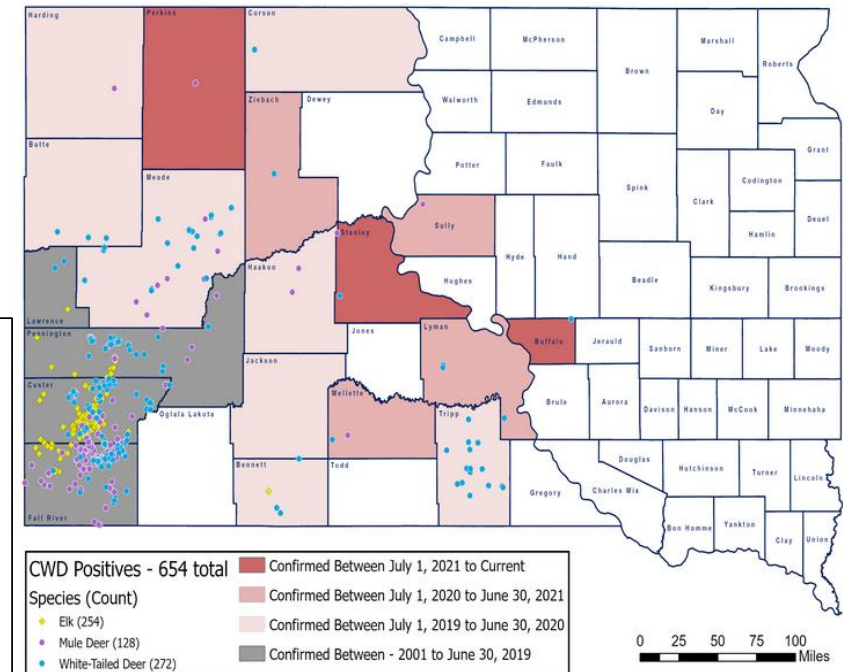 Harding
Perkins
Corson
Campbell
McPherson
Marshall
Roberts
Brown
Walworth
Edmunds
Day
Ziebach
Dewey
Grant
Butte
Potter
Faulk
Codington
Meade
Spink
Clark
Deuel
Hamlin
Sully
Stanley
Hyde
Hand
Haakon
Hughes
Beadle
Kingsbury
Brookings
Lawrence
Pennington
Jones
Lyman
Buffalo
Jerauld
Sanborn
Miner
Lake
Moody
Jackson
Custer
Mellette
Oglala Lakota
Tripp
Brule
Aurora
Davison
Hanson
McCook
Minnehaha
Douglas
Bennett
Todd
Gregory
Charles Mix
Hutchinson
Turner
Lincoln
Fall River
Bon Homme
Yankton
Clay
Union
CWD Positives - 654 total
Species (Count)
Elk (254)
Mule Deer (128)
White-Tailed Deer (272)
Confirmed Between July 1, 2021 to Current
Confirmed Between July 1, 2020 to June 30, 2021
Confirmed Between July 1, 2019 to June 30, 2020
Confirmed Between - 2001 to June 30, 2019
0 25 50 75 100
Miles